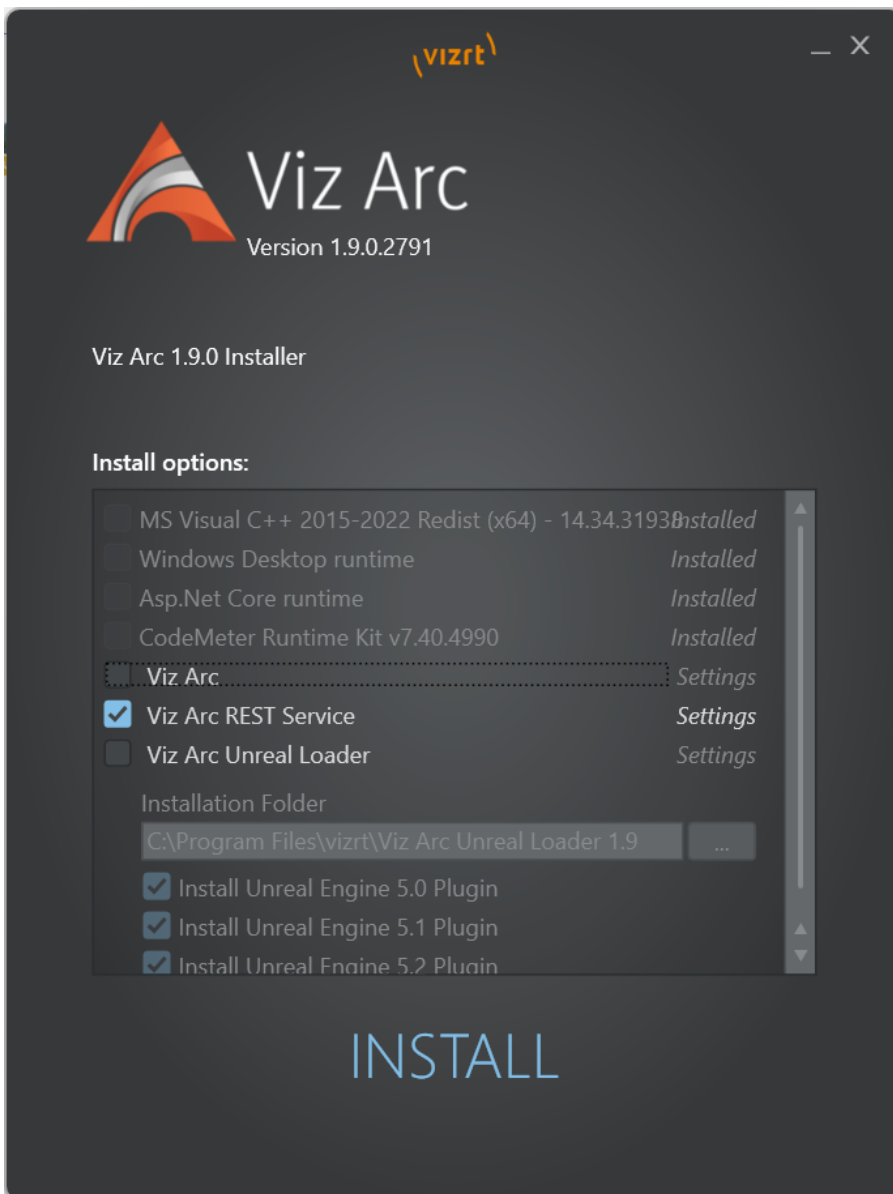 vizrt
Viz Arc
Version 1.9.0.2791
Viz Arc 1.9.0 Installer
Install options:
MS Visual C++ 2015-2022 Redist (x64) - 14.34.31938 Installed
Windows Desktop runtime Installed
Asp.Net Core runtime Installed
CodeMeter Runtime Kit v7.40.4990 Installed
Viz Arc Settings
Viz Arc REST Service Settings
Viz Arc Unreal Loader Settings
Installation Folder
C:\Program Files\vizrt\Viz Arc Unreal Loader 1.9 ...
Install Unreal Engine 5.0 Plugin
Install Unreal Engine 5.1 Plugin
Install Unreal Engine 5.2 Plugin
INSTALL